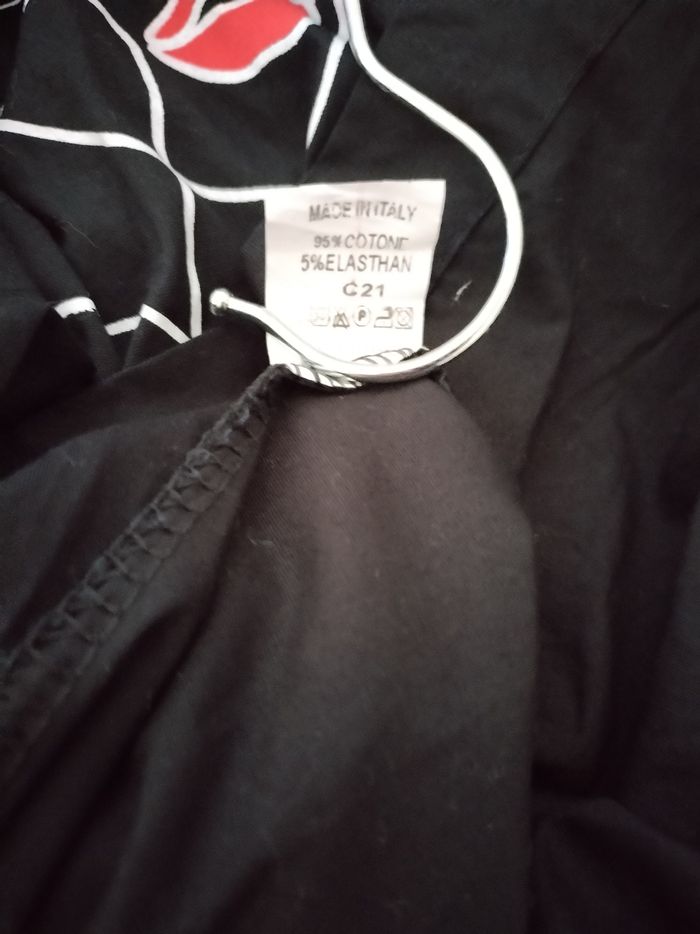 MADE IN ITALY
95% COTONE
5%ELASTHAN
C21